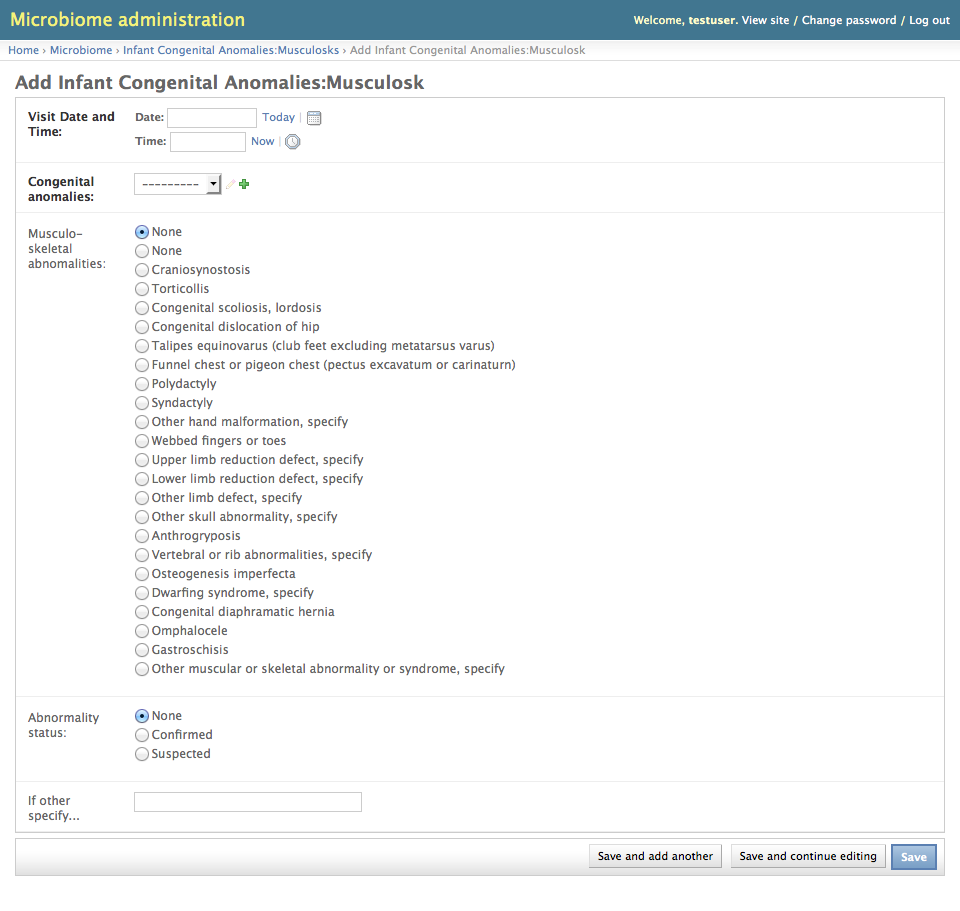 Microbiome administration
Welcome, testuser. View site / Change password / Log out
Home › Microbiome › Infant Congenital Anomalies:Musculosks › Add Infant Congenital Anomalies:Musculosk
Add Infant Congenital Anomalies:Musculosk
Visit Date and Time:
Date: Today |
Time: Now |
Congenital anomalies:
---------
Musculo-skeletal abnomalities:
None
None
Craniosynostosis
Torticollis
Congenital scoliosis, lordosis
Congenital dislocation of hip
Talipes equinovarus (club feet excluding metatarsus varus)
Funnel chest or pigeon chest (pectus excavatum or carinaturn)
Polydactyly
Syndactyly
Other hand malformation, specify
Webbed fingers or toes
Upper limb reduction defect, specify
Lower limb reduction defect, specify
Other limb defect, specify
Other skull abnormality, specify
Anthrogryposis
Vertebral or rib abnormalities, specify
Osteogenesis imperfecta
Dwarfing syndrome, specify
Congenital diaphramatic hernia
Omphalocele
Gastroschisis
Other muscular or skeletal abnormality or syndrome, specify
Abnormality status:
None
Confirmed
Suspected
If other specify...
Save and add another
Save and continue editing
Save